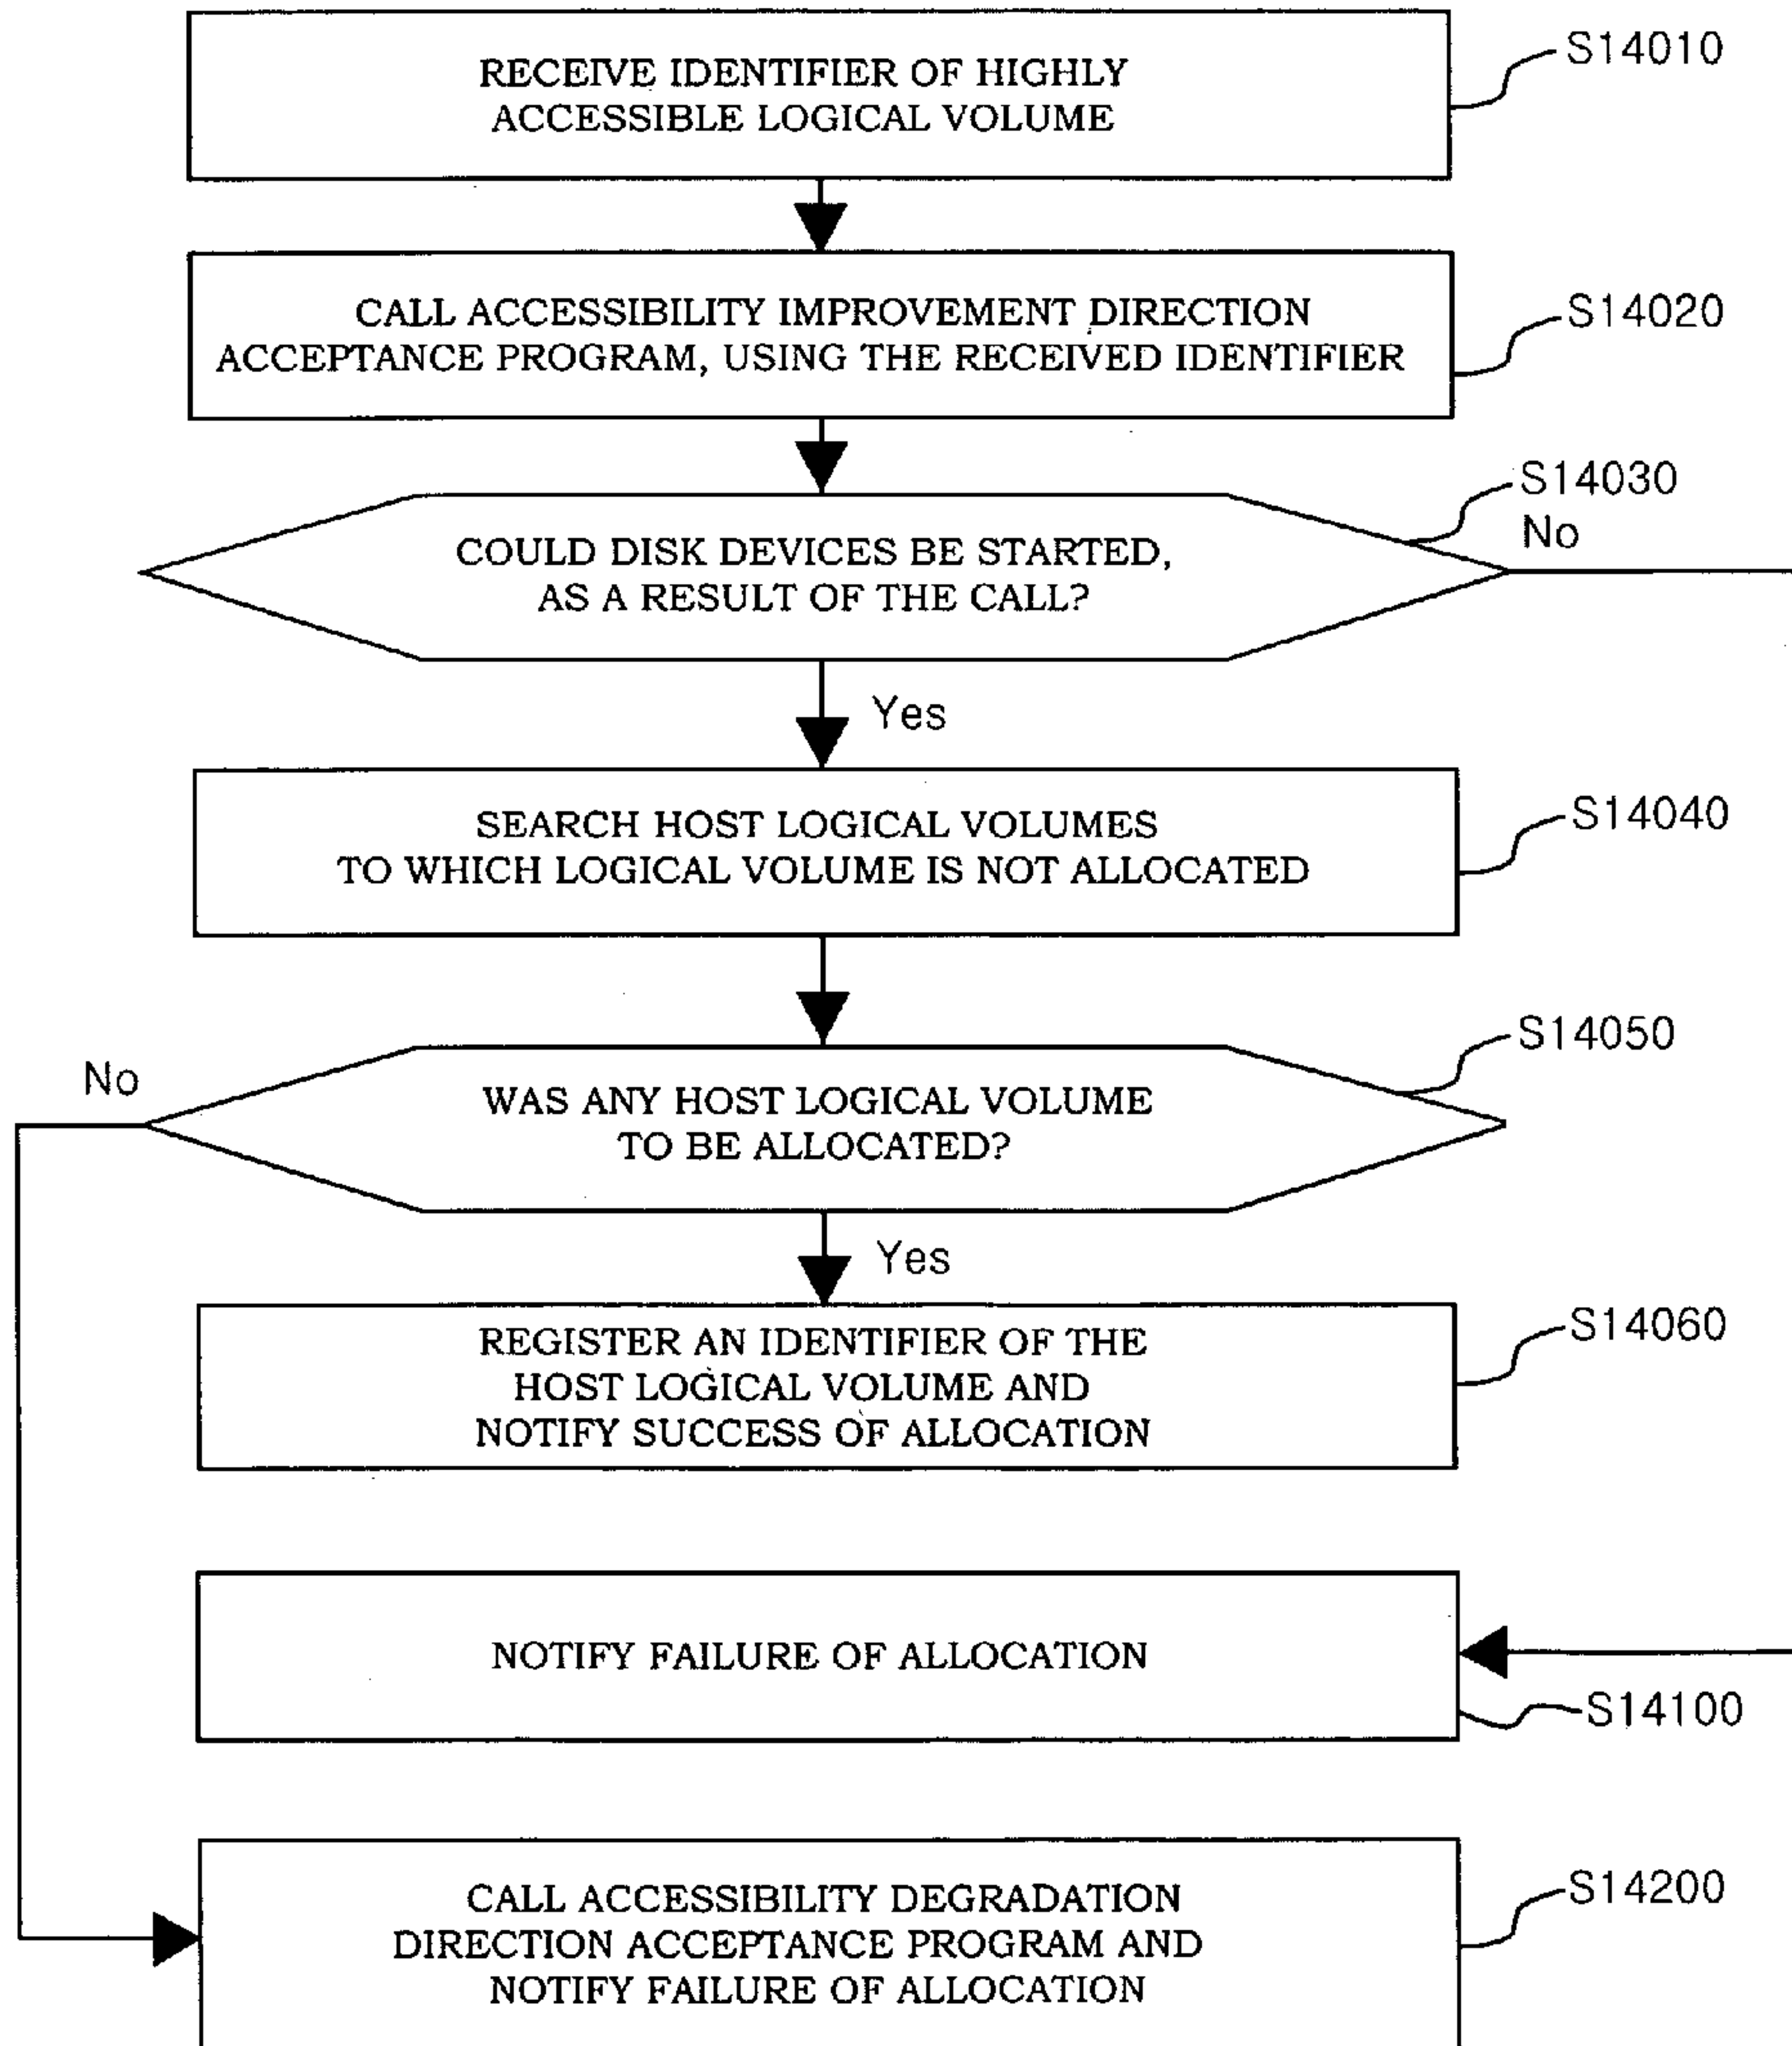 RECEIVE IDENTIFIER OF HIGHLY
ACCESSIBLE LOGICAL VOLUME
S14010
CALL ACCESSIBILITY IMPROVEMENT DIRECTION
ACCEPTANCE PROGRAM, USING THE RECEIVED IDENTIFIER
S14020
COULD DISK DEVICES BE STARTED,
AS A RESULT OF THE CALL?
S14030
No
Yes
SEARCH HOST LOGICAL VOLUMES
TO WHICH LOGICAL VOLUME IS NOT ALLOCATED
S14040
WAS ANY HOST LOGICAL VOLUME
TO BE ALLOCATED?
S14050
No
Yes
REGISTER AN IDENTIFIER OF THE
HOST LOGICAL VOLUME AND
NOTIFY SUCCESS OF ALLOCATION
S14060
NOTIFY FAILURE OF ALLOCATION
S14100
CALL ACCESSIBILITY DEGRADATION
DIRECTION ACCEPTANCE PROGRAM AND
NOTIFY FAILURE OF ALLOCATION
S14200